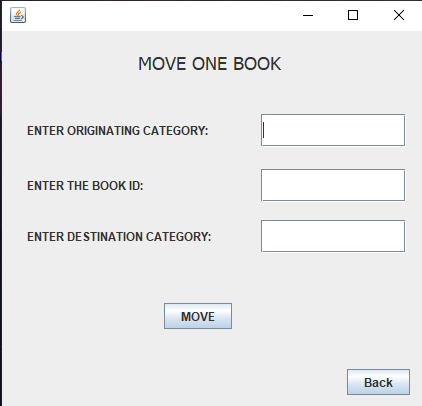 MOVE ONE BOOK
ENTER ORIGINATING CATEGORY:
ENTER THE BOOK ID:
ENTER DESTINATION CATEGORY:
MOVE
Back